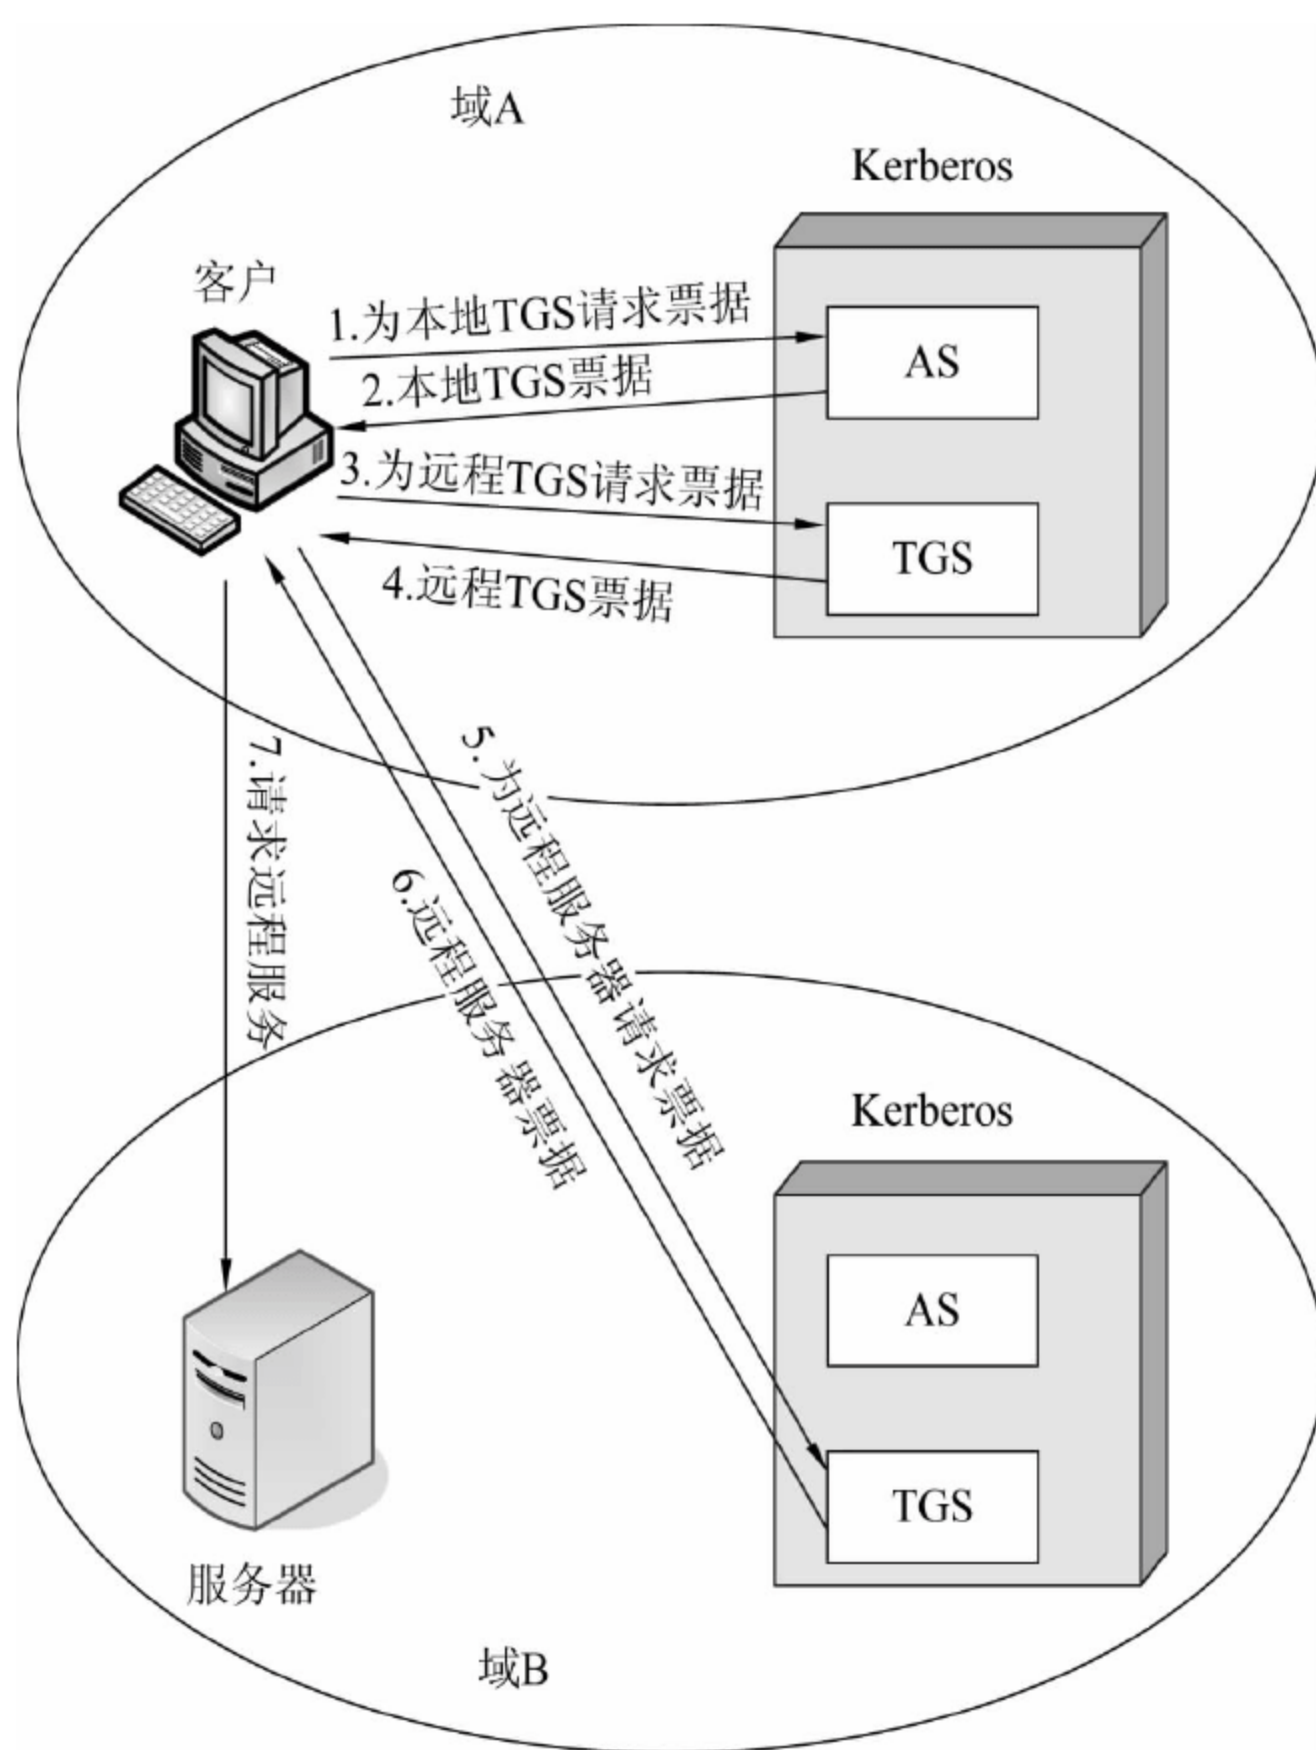 域A
Kerberos
客户
1.为本地TGS请求票据
AS
2.本地TGS票据
3.为远程TGS请求票据
TGS
4.远程TGS票据
5.为远程服务器请求票据
7.请求远程服务
6.远程服务器票据
Kerberos
AS
TGS
服务器
域B